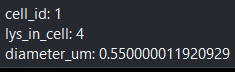 cell_id: 1
lys_in_cell: 4
diameter_um: 0.550000011920929